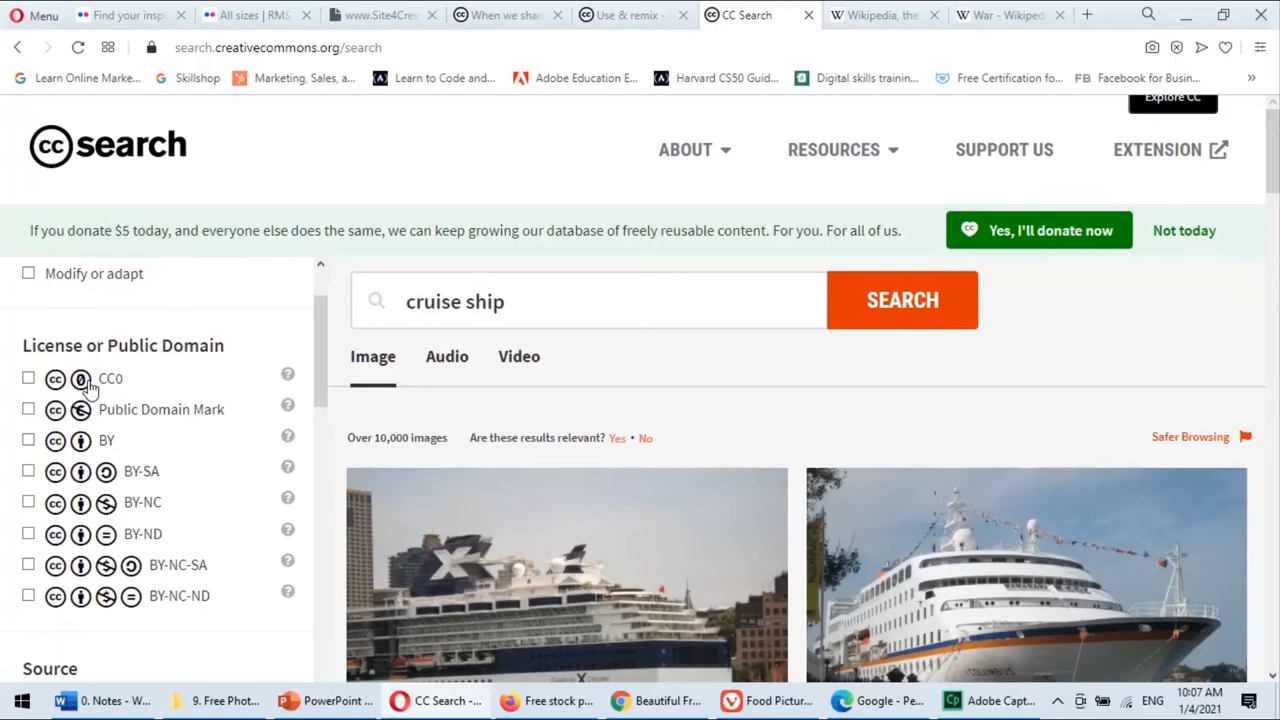 Menu
Find your inspi
All sizes | RMS
www.Site4Crev
When we shar
Use & remix -
CC Search
Wikipedia, the
War - Wikiped
search.creativecommons.org/search
Learn Online Marke...
Skillshop
Marketing, Sales, a...
Learn to Code and...
Adobe Education E...
Harvard CS50 Guid...
Digital skills trainin...
Free Certification fo...
FB Facebook for Busin...
Explore CC
cc search
ABOUT
RESOURCES
SUPPORT US
EXTENSION
If you donate $5 today, and everyone else does the same, we can keep growing our database of freely reusable content. For you. For all of us.
Yes, I'll donate now
Not today
Modify or adapt
License or Public Domain
CC0
Public Domain Mark
BY
BY-SA
BY-NC
BY-ND
BY-NC-SA
BY-NC-ND
Source
cruise ship
SEARCH
Image
Audio
Video
Over 10,000 images
Are these results relevant? Yes • No
Safer Browsing
COLUMBUS
0. Notes - W...
9. Free Phot...
PowerPoint ...
CC Search -...
Free stock p...
Beautiful Fr...
Food Pictur...
Google - Pe...
Adobe Capt...
ENG
10:07 AM
1/4/2021